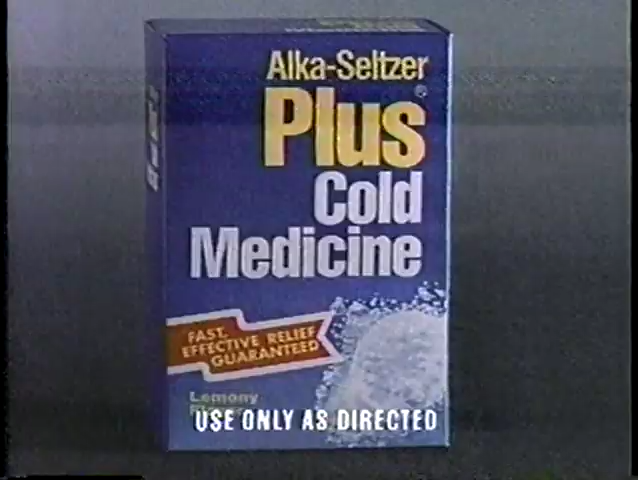 Alka-Seltzer
Plus®
Cold
Medicine
FAST,
EFFECTIVE RELIEF
GUARANTEED
Lemony
USE ONLY AS DIRECTED